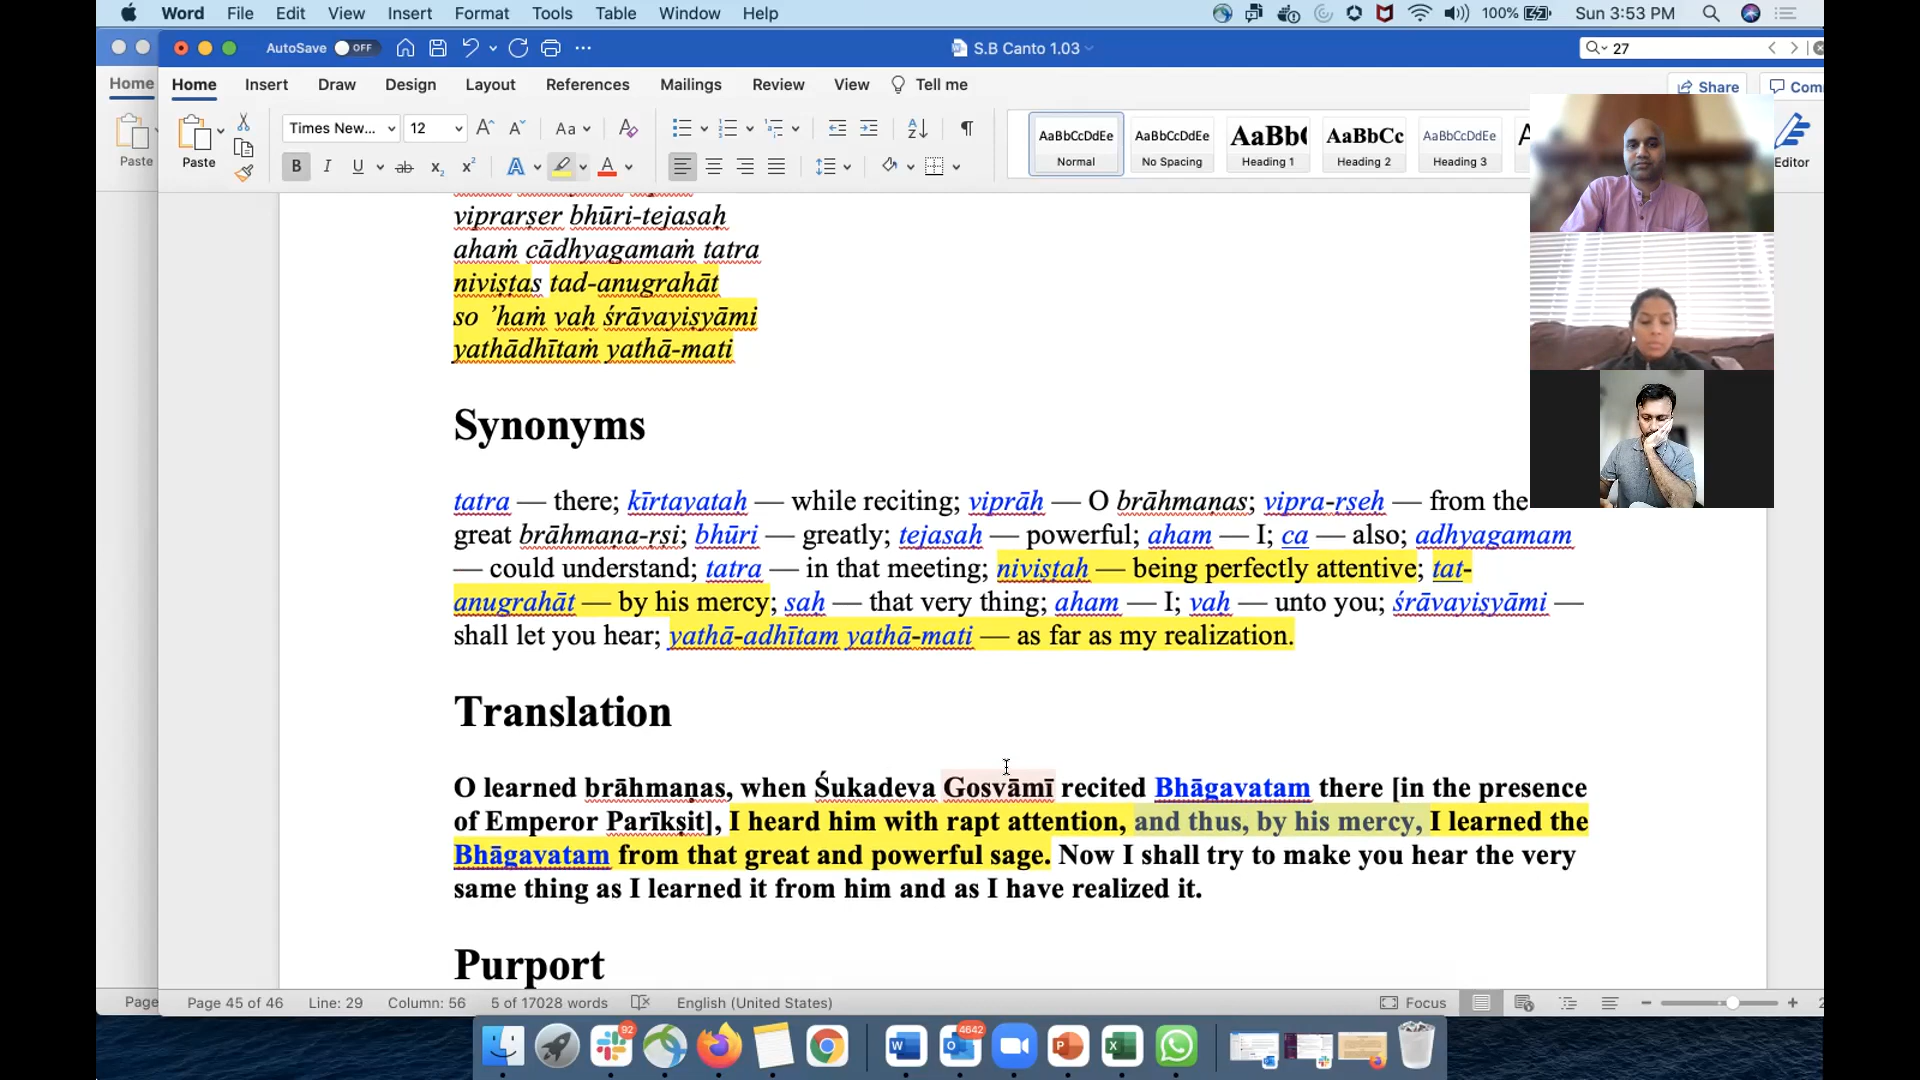 Word File Edit View Insert Format Tools Table Window Help 100% Sun 3:53 PM
AutoSave OFF S.B Canto 1.03 27
Home Home Insert Draw Design Layout References Mailings Review View Tell me Share Com
Times New... 12 Aa
Paste Paste Editor
AaBbCcDdEe AaBbCcDdEe AaBb( AaBbCc AaBbCcDdEe
Normal No Spacing Heading 1 Heading 2 Heading 3
viprarṣer bhūri-tejasaḥ
ahaṁ cādhyagamaṁ tatra
niviṣṭas tad-anugrahāt
so ’haṁ vaḥ śrāvayiṣyāmi
yathādhītaṁ yathā-mati
Synonyms
tatra — there; kīrtayataḥ — while reciting; viprāḥ — O brāhmaṇas; vipra-ṛṣeḥ — from the
great brāhmaṇa-ṛṣi; bhūri — greatly; tejasaḥ — powerful; aham — I; ca — also; adhyagamam
— could understand; tatra — in that meeting; niviṣṭaḥ — being perfectly attentive; tat-
anugrahāt — by his mercy; saḥ — that very thing; aham — I; vaḥ — unto you; śrāvayiṣyāmi —
shall let you hear; yathā-adhītam yathā-mati — as far as my realization.
Translation
O learned brāhmaṇas, when Śukadeva Gosvāmī recited Bhāgavatam there [in the presence
of Emperor Parīkṣit], I heard him with rapt attention, and thus, by his mercy, I learned the
Bhāgavatam from that great and powerful sage. Now I shall try to make you hear the very
same thing as I learned it from him and as I have realized it.
Purport
Page Page 45 of 46 Line: 29 Column: 56 5 of 17028 words English (United States) Focus
92 4642